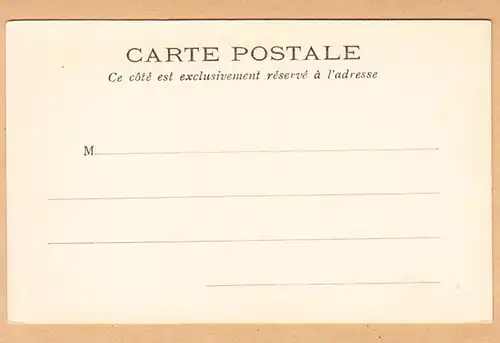 CARTE POSTALE
Ce côté est exclusivement réservé à l'adresse
M